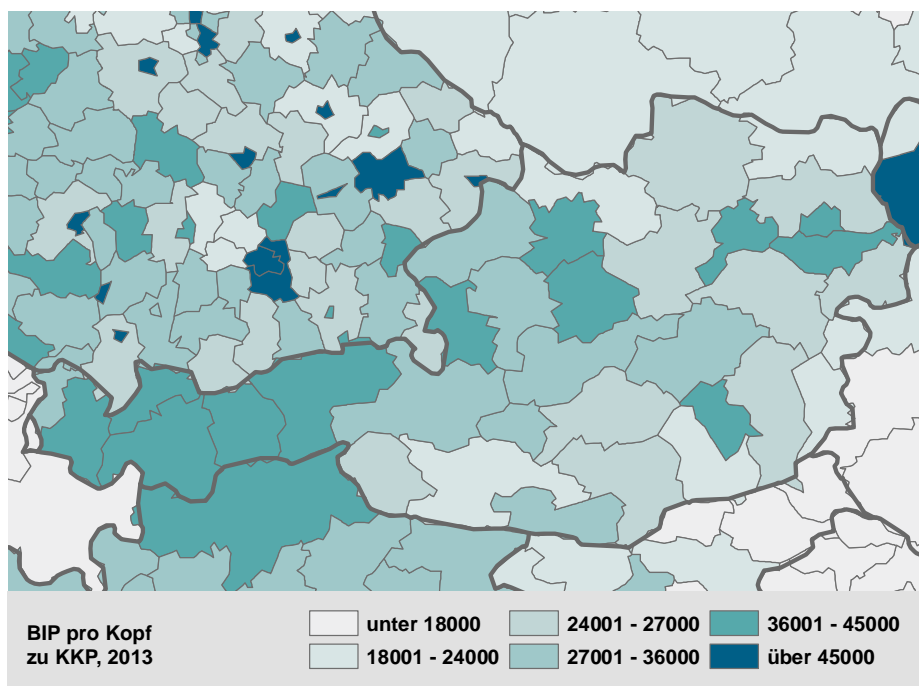 BIP pro Kopf
zu KKP, 2013
unter 18000
18001 - 24000
24001 - 27000
27001 - 36000
36001 - 45000
über 45000